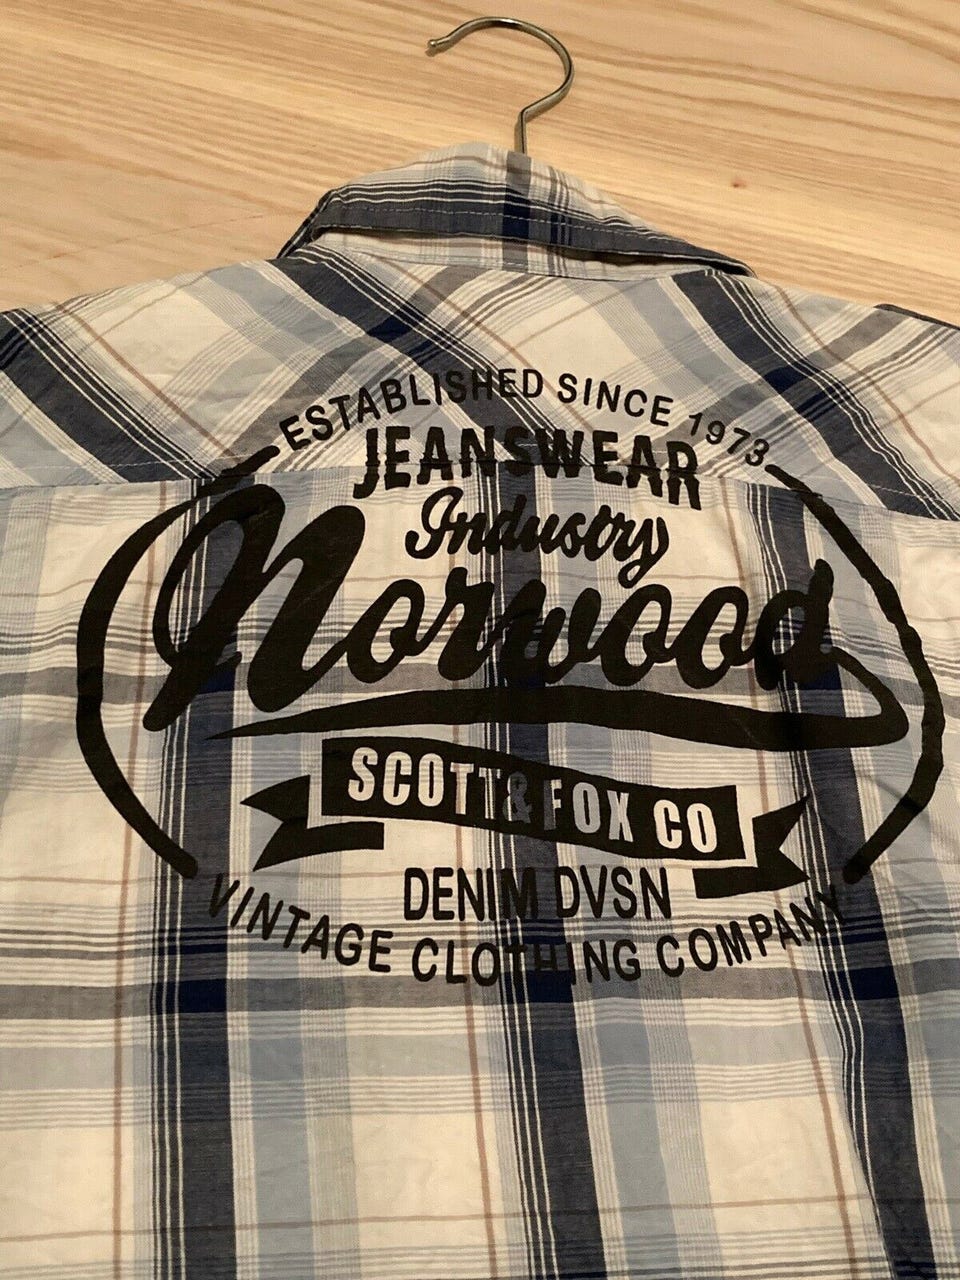 ESTABLISHED SINCE 1973
JEANSWEAR
Industry
Norwood
SCOTT & FOX CO
DENIM DVSN
VINTAGE CLOTHING COMPANY